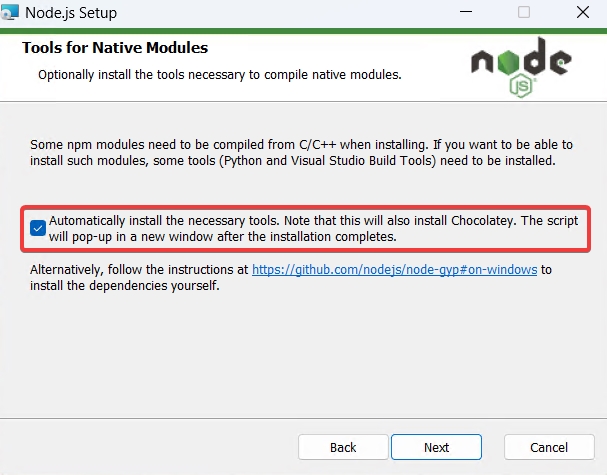 Node.js Setup
Tools for Native Modules
Optionally install the tools necessary to compile native modules.
node
JS
Some npm modules need to be compiled from C/C++ when installing. If you want to be able to
install such modules, some tools (Python and Visual Studio Build Tools) need to be installed.
Automatically install the necessary tools. Note that this will also install Chocolatey. The script
will pop-up in a new window after the installation completes.
Alternatively, follow the instructions at https://github.com/nodejs/node-gyp#on-windows to
install the dependencies yourself.
Back Next Cancel